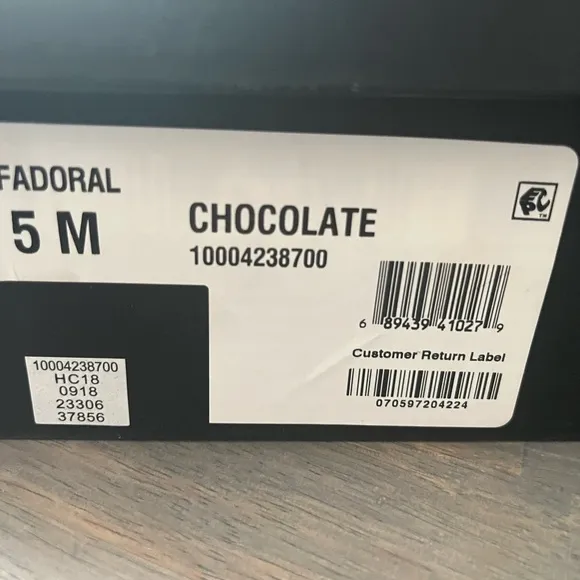 FADORAL
5 M
CHOCOLATE
10004238700
6 89439 41027 9
Customer Return Label
070597204224
10004238700
HC18
0918
23306
37856